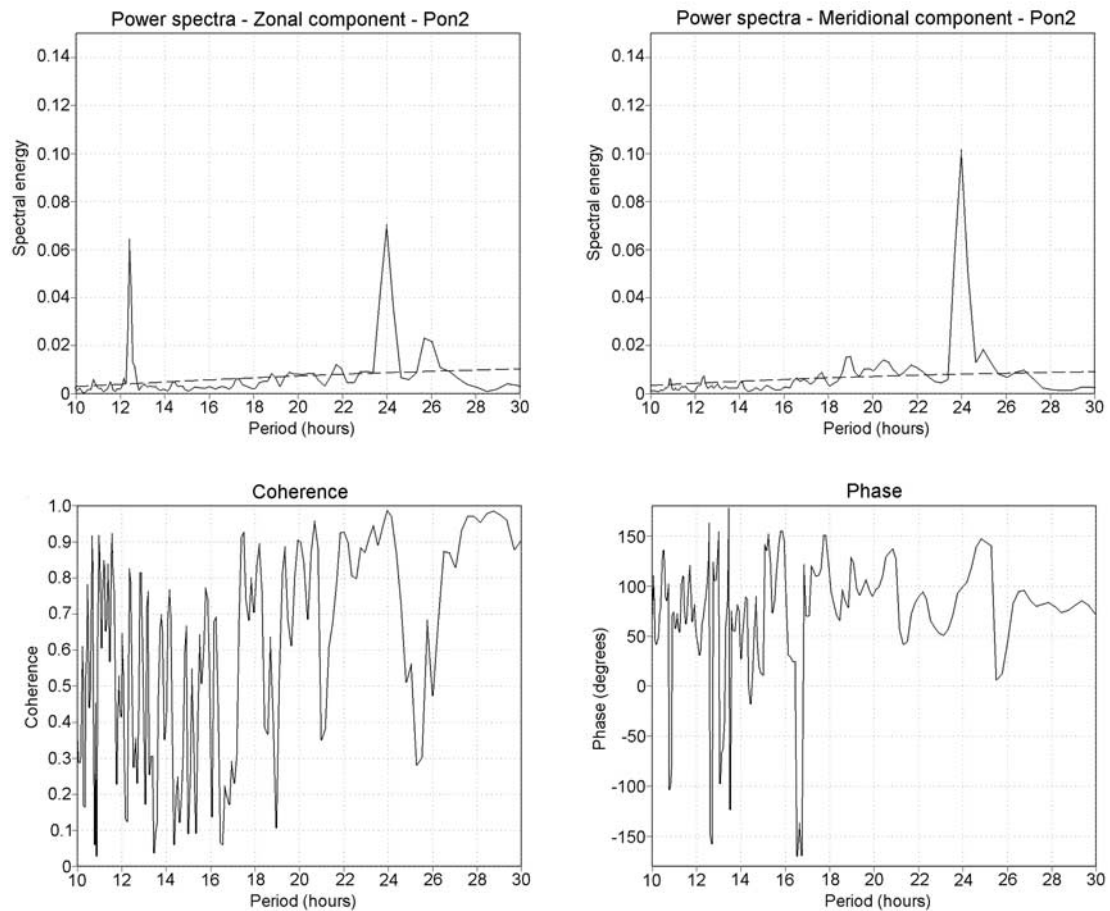 Power spectra - Zonal component - Pon2
0.14
0.12
0.10
0.08
0.06
0.04
0.02
0
Spectral energy
10 12 14 16 18 20 22 24 26 28 30
Period (hours)
Power spectra - Meridional component - Pon2
0.14
0.12
0.10
0.08
0.06
0.04
0.02
0
Spectral energy
10 12 14 16 18 20 22 24 26 28 30
Period (hours)
Coherence
1.0
0.9
0.8
0.7
0.6
0.5
0.4
0.3
0.2
0.1
0
Coherence
10 12 14 16 18 20 22 24 26 28 30
Period (hours)
Phase
150
100
50
0
-50
-100
-150
Phase (degrees)
10 12 14 16 18 20 22 24 26 28 30
Period (hours)